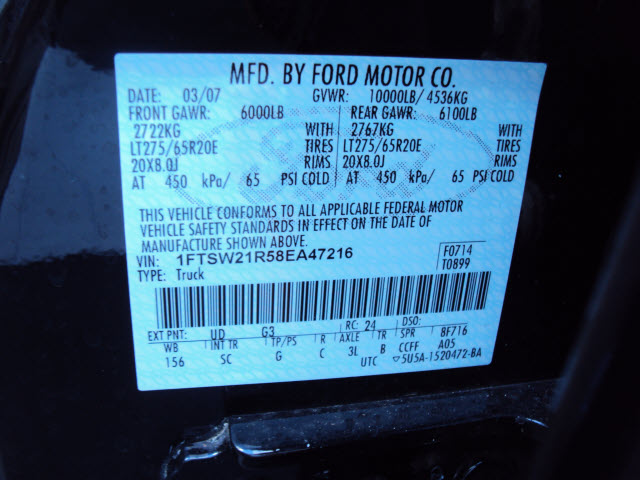 MFD. BY FORD MOTOR CO.
DATE: 03/07 GVWR: 10000LB/ 4536KG
FRONT GAWR: 6000LB REAR GAWR: 6100LB
2722KG WITH 2767KG WITH
LT275/65R20E TIRES LT275/65R20E TIRES
20X8.0J RIMS 20X8.0J RIMS
AT 450 kPa/ 65 PSI COLD AT 450 kPa/ 65 PSI COLD
THIS VEHICLE CONFORMS TO ALL APPLICABLE FEDERAL MOTOR
VEHICLE SAFETY STANDARDS IN EFFECT ON THE DATE OF
MANUFACTURE SHOWN ABOVE.
VIN: 1FTSW21R58EA47216 F0714
TYPE: Truck T0899
EXT PNT: UD G3 RC: 24 DSO:
WB INT TR TP/PS R AXLE TR SPR 8F716
156 SC G C 3L B CCFF A05
UTC ▽5U5A-1520472-BA